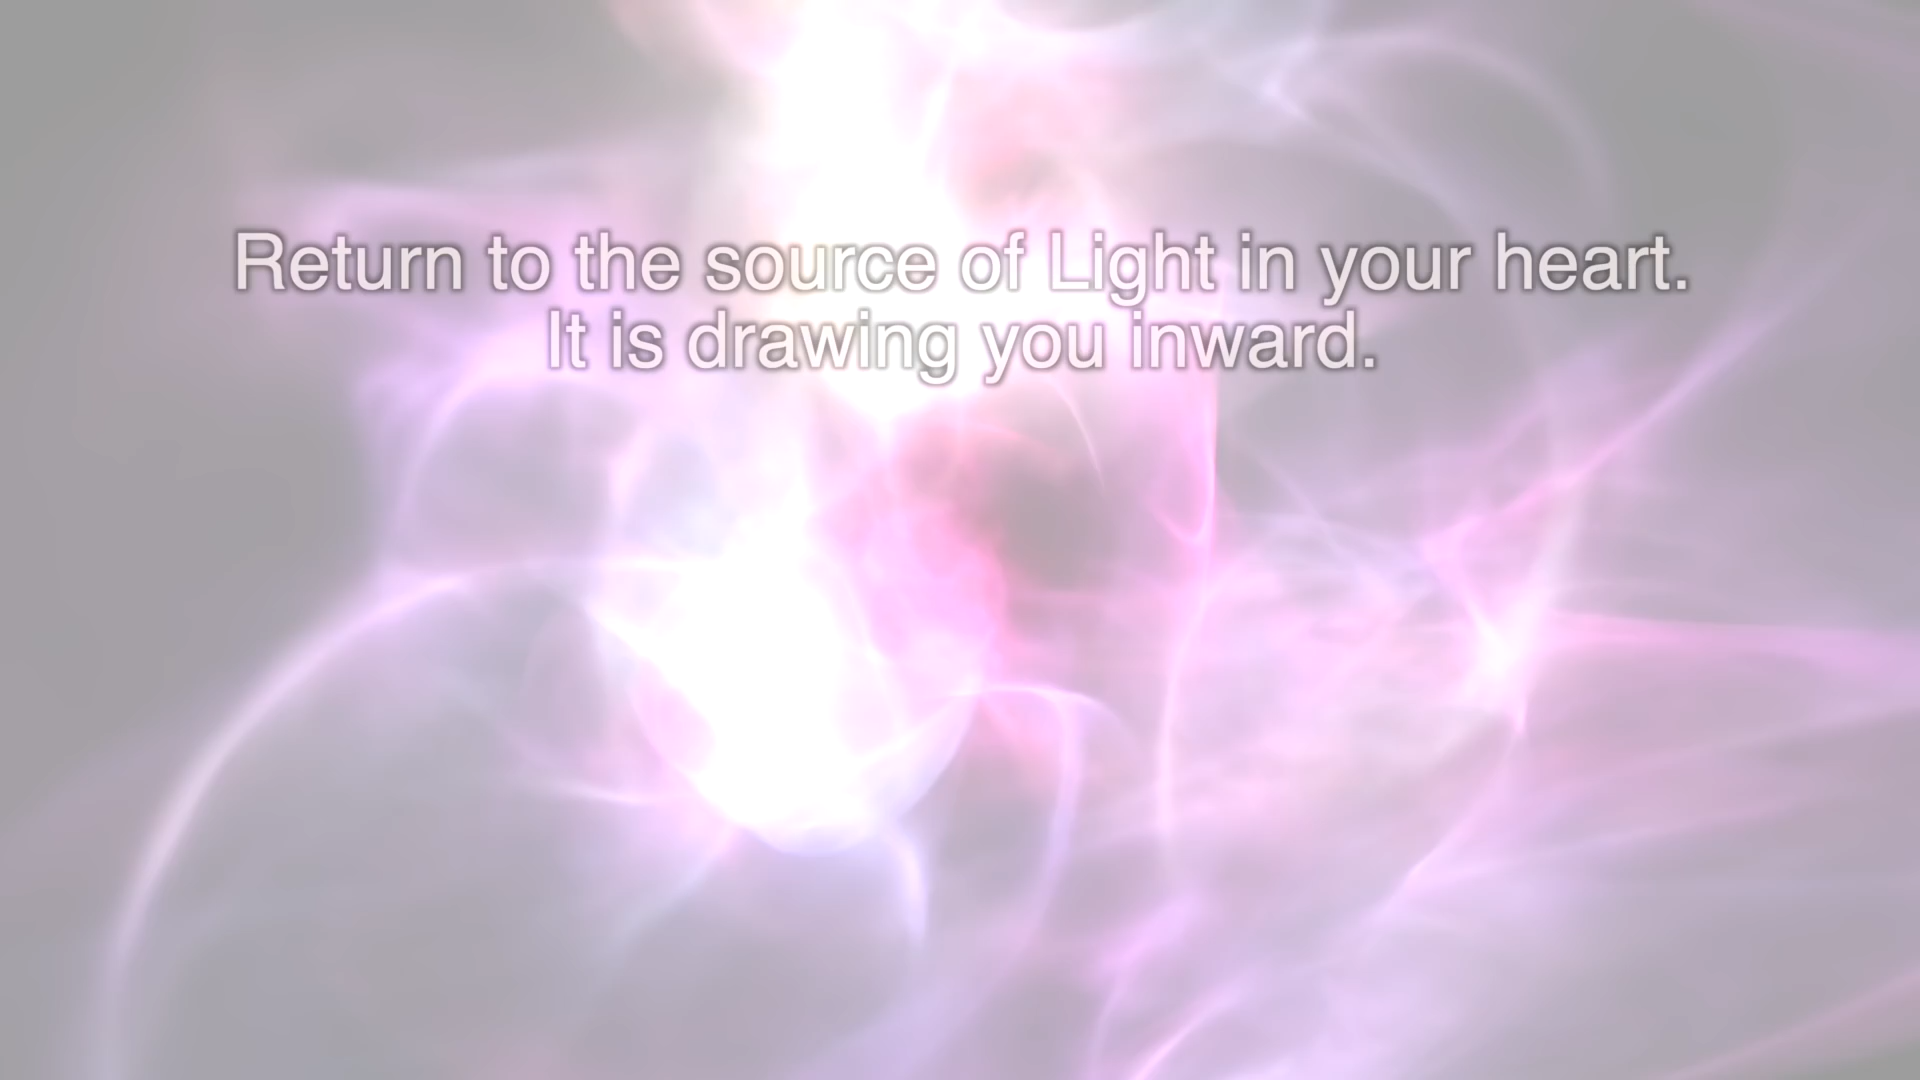 Return to the source of Light in your heart.
It is drawing you inward.